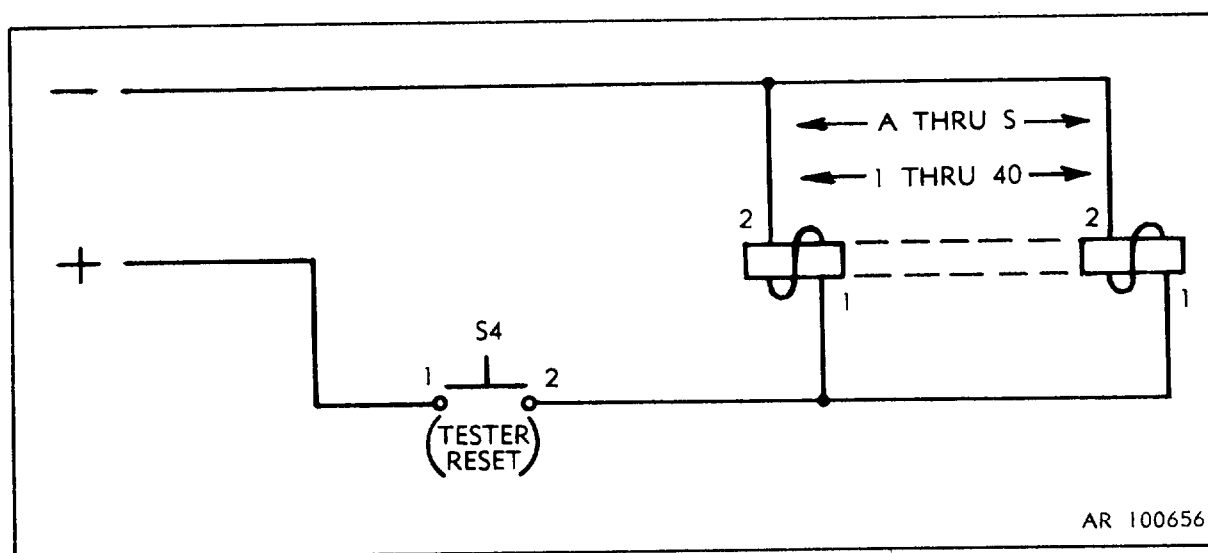 —
A THRU S
1 THRU 40
2
2
+
1
1
S4
1
2
(TESTER
RESET)
AR 100656